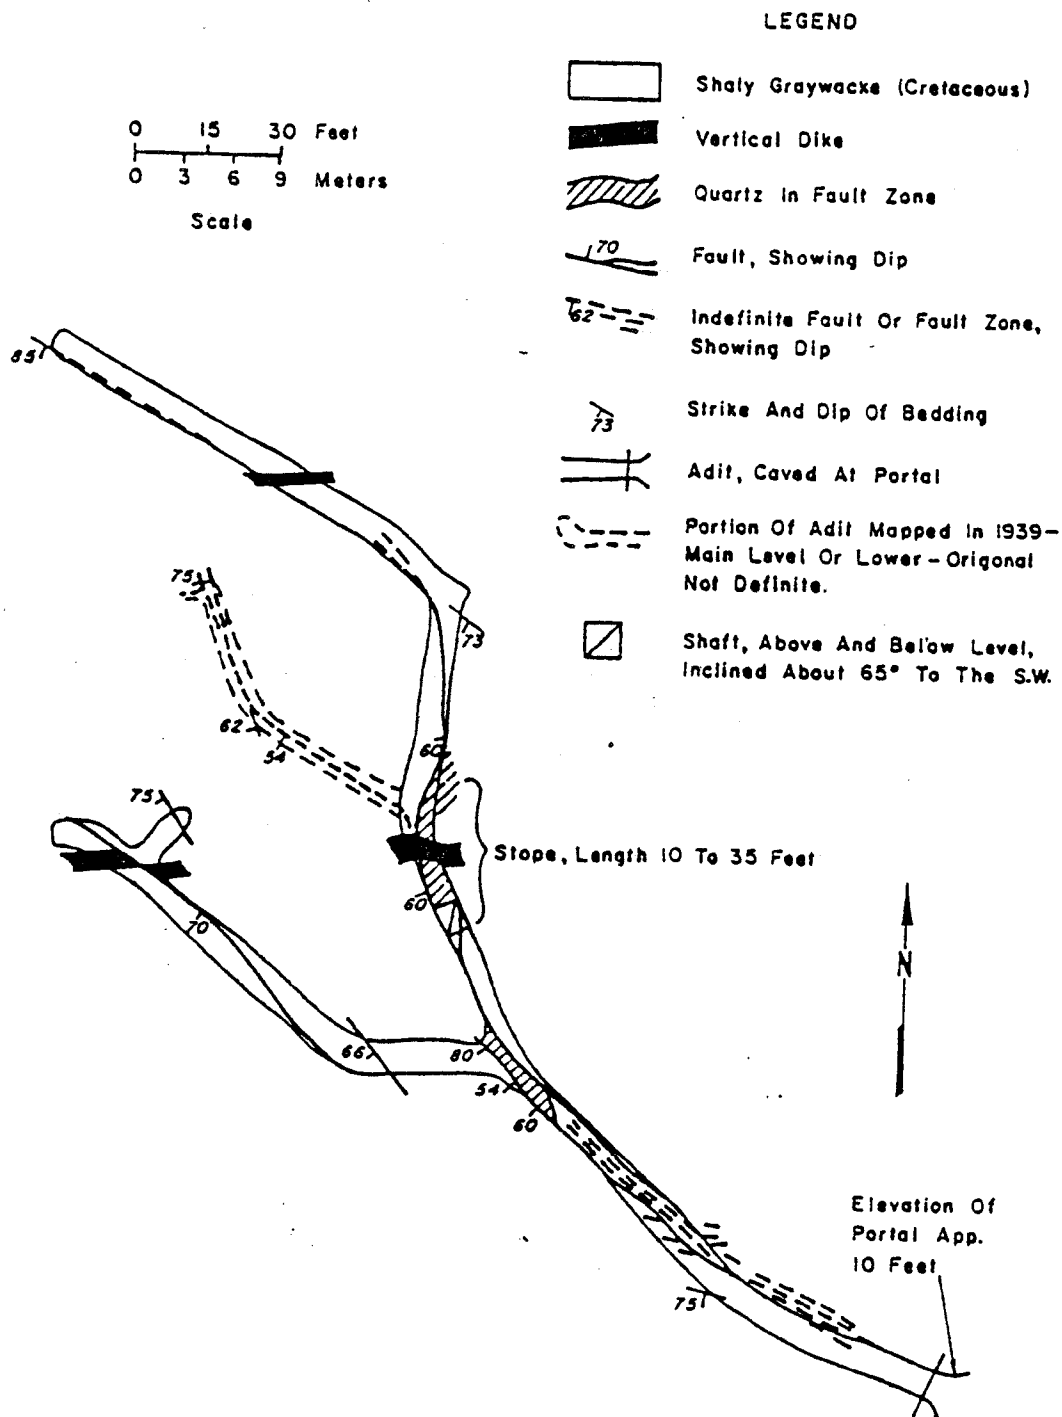 LEGEND
Shaly Graywacke (Cretaceous)
Vertical Dike
Quartz In Fault Zone
70
Fault, Showing Dip
62
Indefinite Fault Or Fault Zone,
Showing Dip
73
Strike And Dip Of Bedding
Adit, Caved At Portal
Portion Of Adit Mapped In 1939-
Main Level Or Lower-Origonal
Not Definite.
Shaft, Above And Below Level,
Inclined About 65° To The S.W.
0 15 30 Feet
0 3 6 9 Meters
Scale
85
75
73
62
54
60
75
Stope, Length 10 To 35 Feet
60
70
N
66
80
54
60
Elevation Of
Portal App.
10 Feet
75